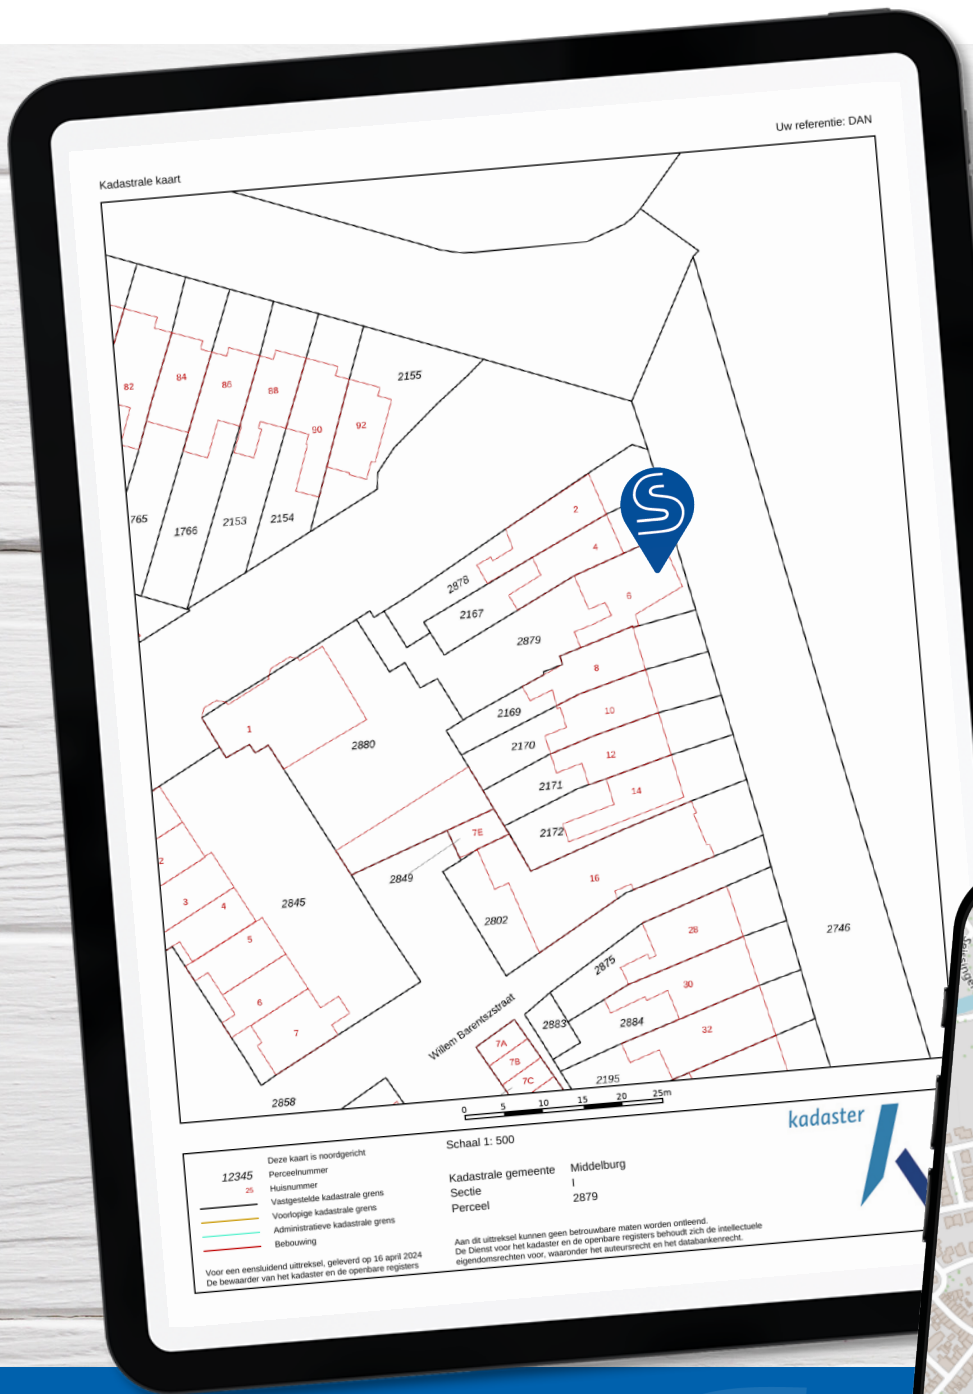 Uw referentie: DAN
Kadastrale kaart
2155
82
84
86
88
90
92
765
1766
2153
2154
2
4
6
2878
2167
2879
8
2169
10
2170
12
2171
14
2172
1
2880
7E
2849
16
2802
2
3
4
5
6
7
2845
2746
28
2875
30
2883
2884
32
Willem Barentszstraat
7A
7B
7C
2195
2858
0 5 10 15 20 25m
Schaal 1: 500
Deze kaart is noordgericht
12345 Perceelnummer
25 Huisnummer
Vastgestelde kadastrale grens
Voorlopige kadastrale grens
Administratieve kadastrale grens
Bebouwing
Voor een eensluidend uittreksel, geleverd op 16 april 2024
De bewaarder van het kadaster en de openbare registers
Kadastrale gemeente Middelburg
Sectie I
Perceel 2879
Aan dit uittreksel kunnen geen betrouwbare maten worden ontleend.
De Dienst voor het kadaster en de openbare registers behoudt zich de intellectuele
eigendomsrechten voor, waaronder het auteursrecht en het databankenrecht.
kadaster